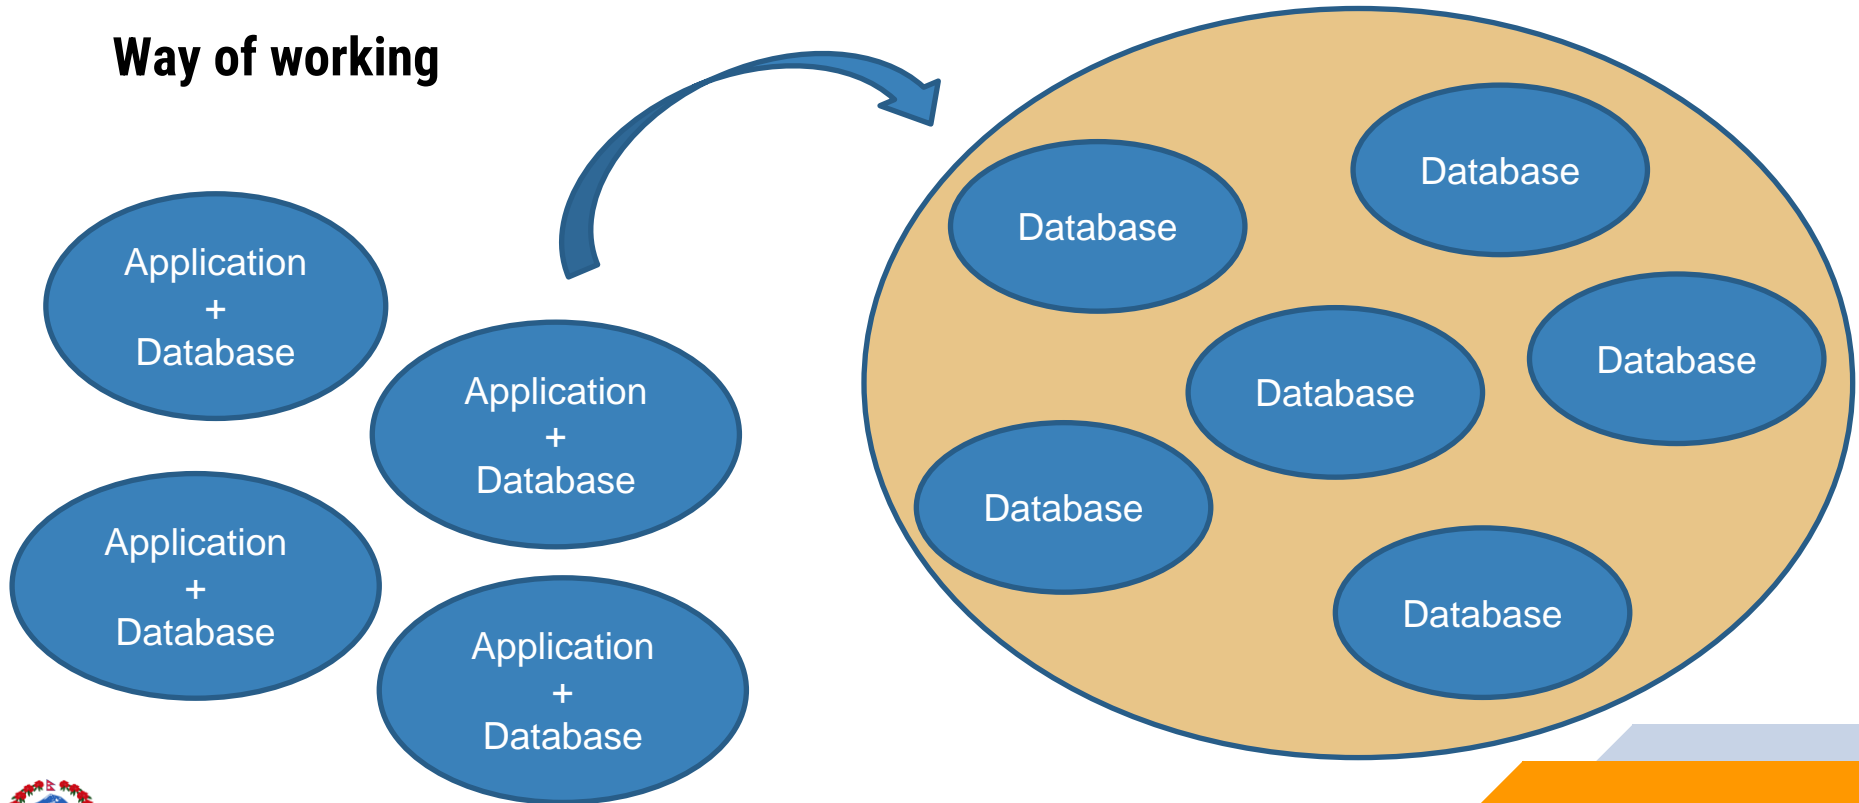 Way of working
Application
+
Database
Application
+
Database
Application
+
Database
Application
+
Database
Database
Database
Database
Database
Database
Database